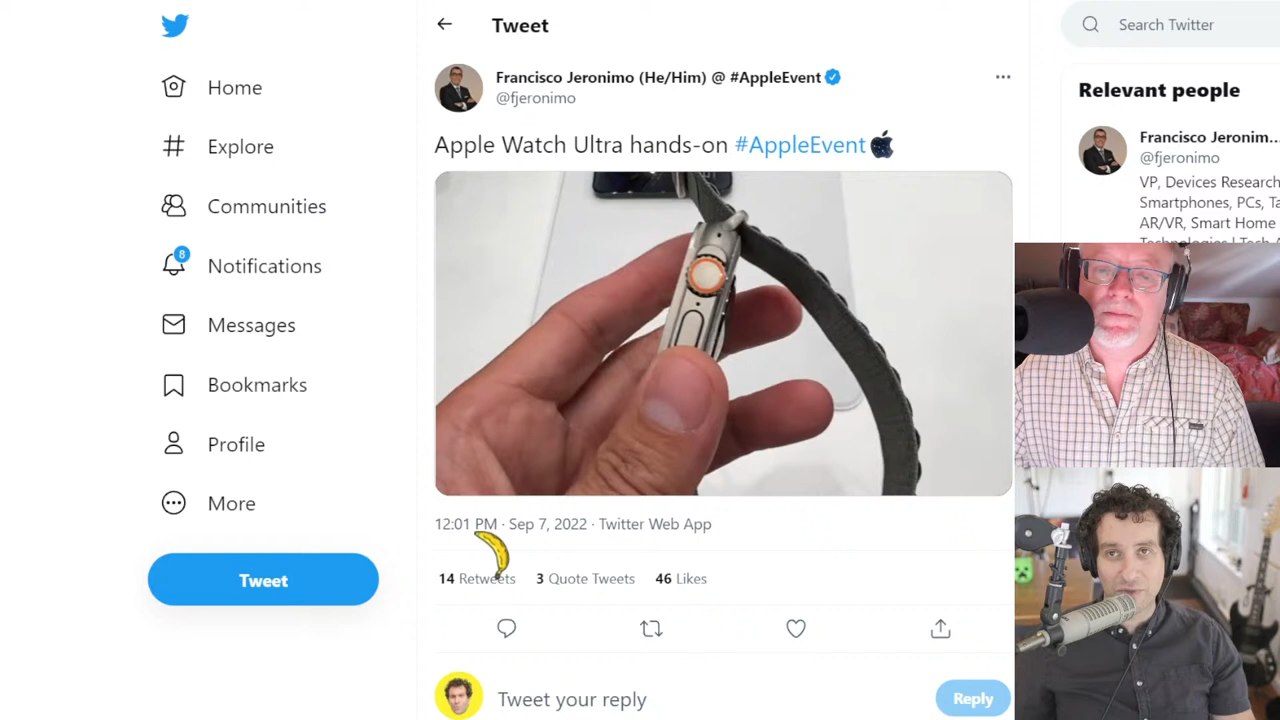 Tweet
Search Twitter
Home
Explore
Communities
8
Notifications
Messages
Bookmarks
Profile
More
Tweet
Francisco Jeronimo (He/Him) @ #AppleEvent
@fjeronimo
Apple Watch Ultra hands-on #AppleEvent
12:01 PM · Sep 7, 2022 · Twitter Web App
14 Retweets 3 Quote Tweets 46 Likes
Tweet your reply
Reply
Relevant people
Francisco Jeronim...
@fjeronimo
VP, Devices Research
Smartphones, PCs, Ta
AR/VR, Smart Home
Technologies | Tech A